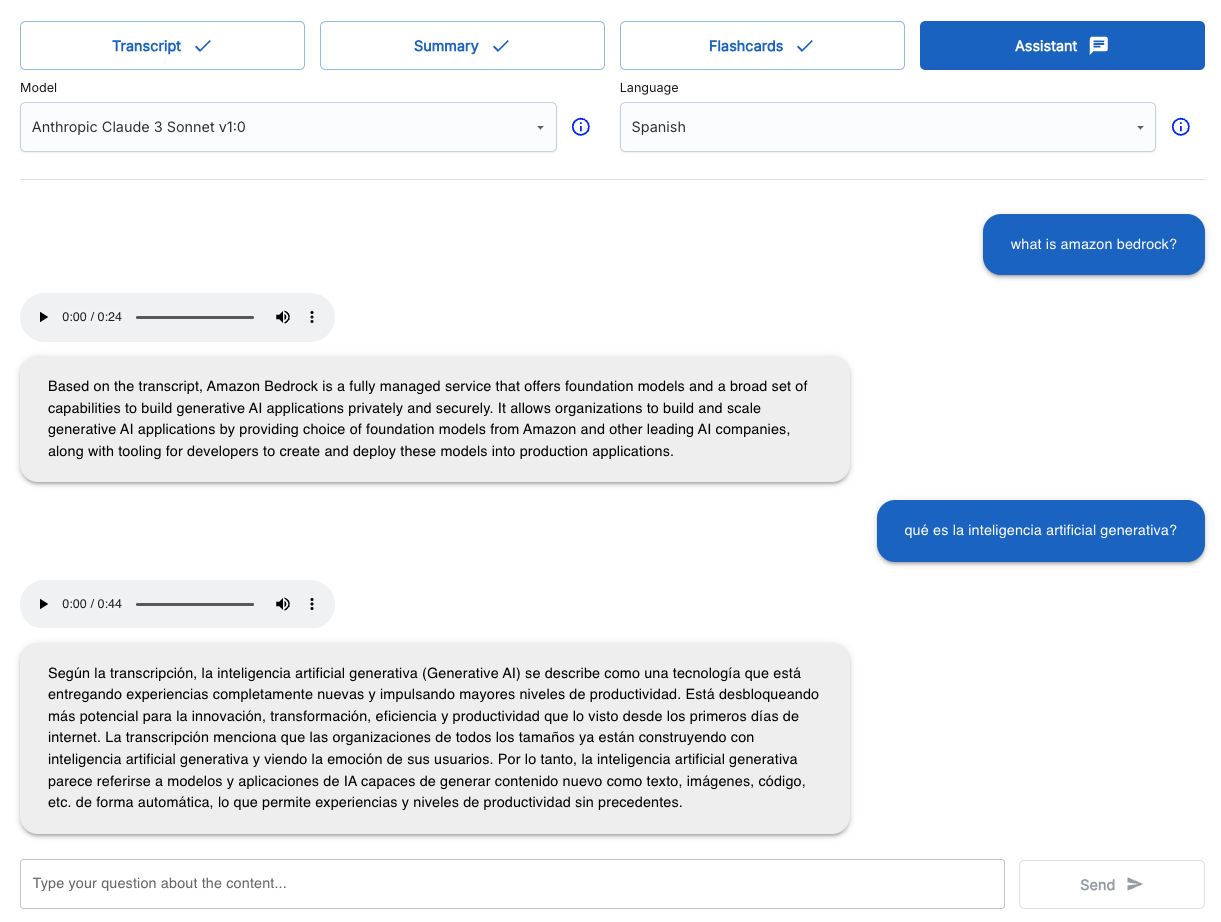 Transcript
Summary
Flashcards
Assistant
Model
Language
Anthropic Claude 3 Sonnet v1:0
Spanish
what is amazon bedrock?
0:00 / 0:24
Based on the transcript, Amazon Bedrock is a fully managed service that offers foundation models and a broad set of
capabilities to build generative AI applications privately and securely. It allows organizations to build and scale
generative AI applications by providing choice of foundation models from Amazon and other leading AI companies,
along with tooling for developers to create and deploy these models into production applications.
qué es la inteligencia artificial generativa?
0:00 / 0:44
Según la transcripción, la inteligencia artificial generativa (Generative AI) se describe como una tecnología que está
entregando experiencias completamente nuevas y impulsando mayores niveles de productividad. Está desbloqueando
más potencial para la innovación, transformación, eficiencia y productividad que lo visto desde los primeros días de
internet. La transcripción menciona que las organizaciones de todos los tamaños ya están construyendo con
inteligencia artificial generativa y viendo la emoción de sus usuarios. Por lo tanto, la inteligencia artificial generativa
parece referirse a modelos y aplicaciones de IA capaces de generar contenido nuevo como texto, imágenes, código,
etc. de forma automática, lo que permite experiencias y niveles de productividad sin precedentes.
Type your question about the content...
Send